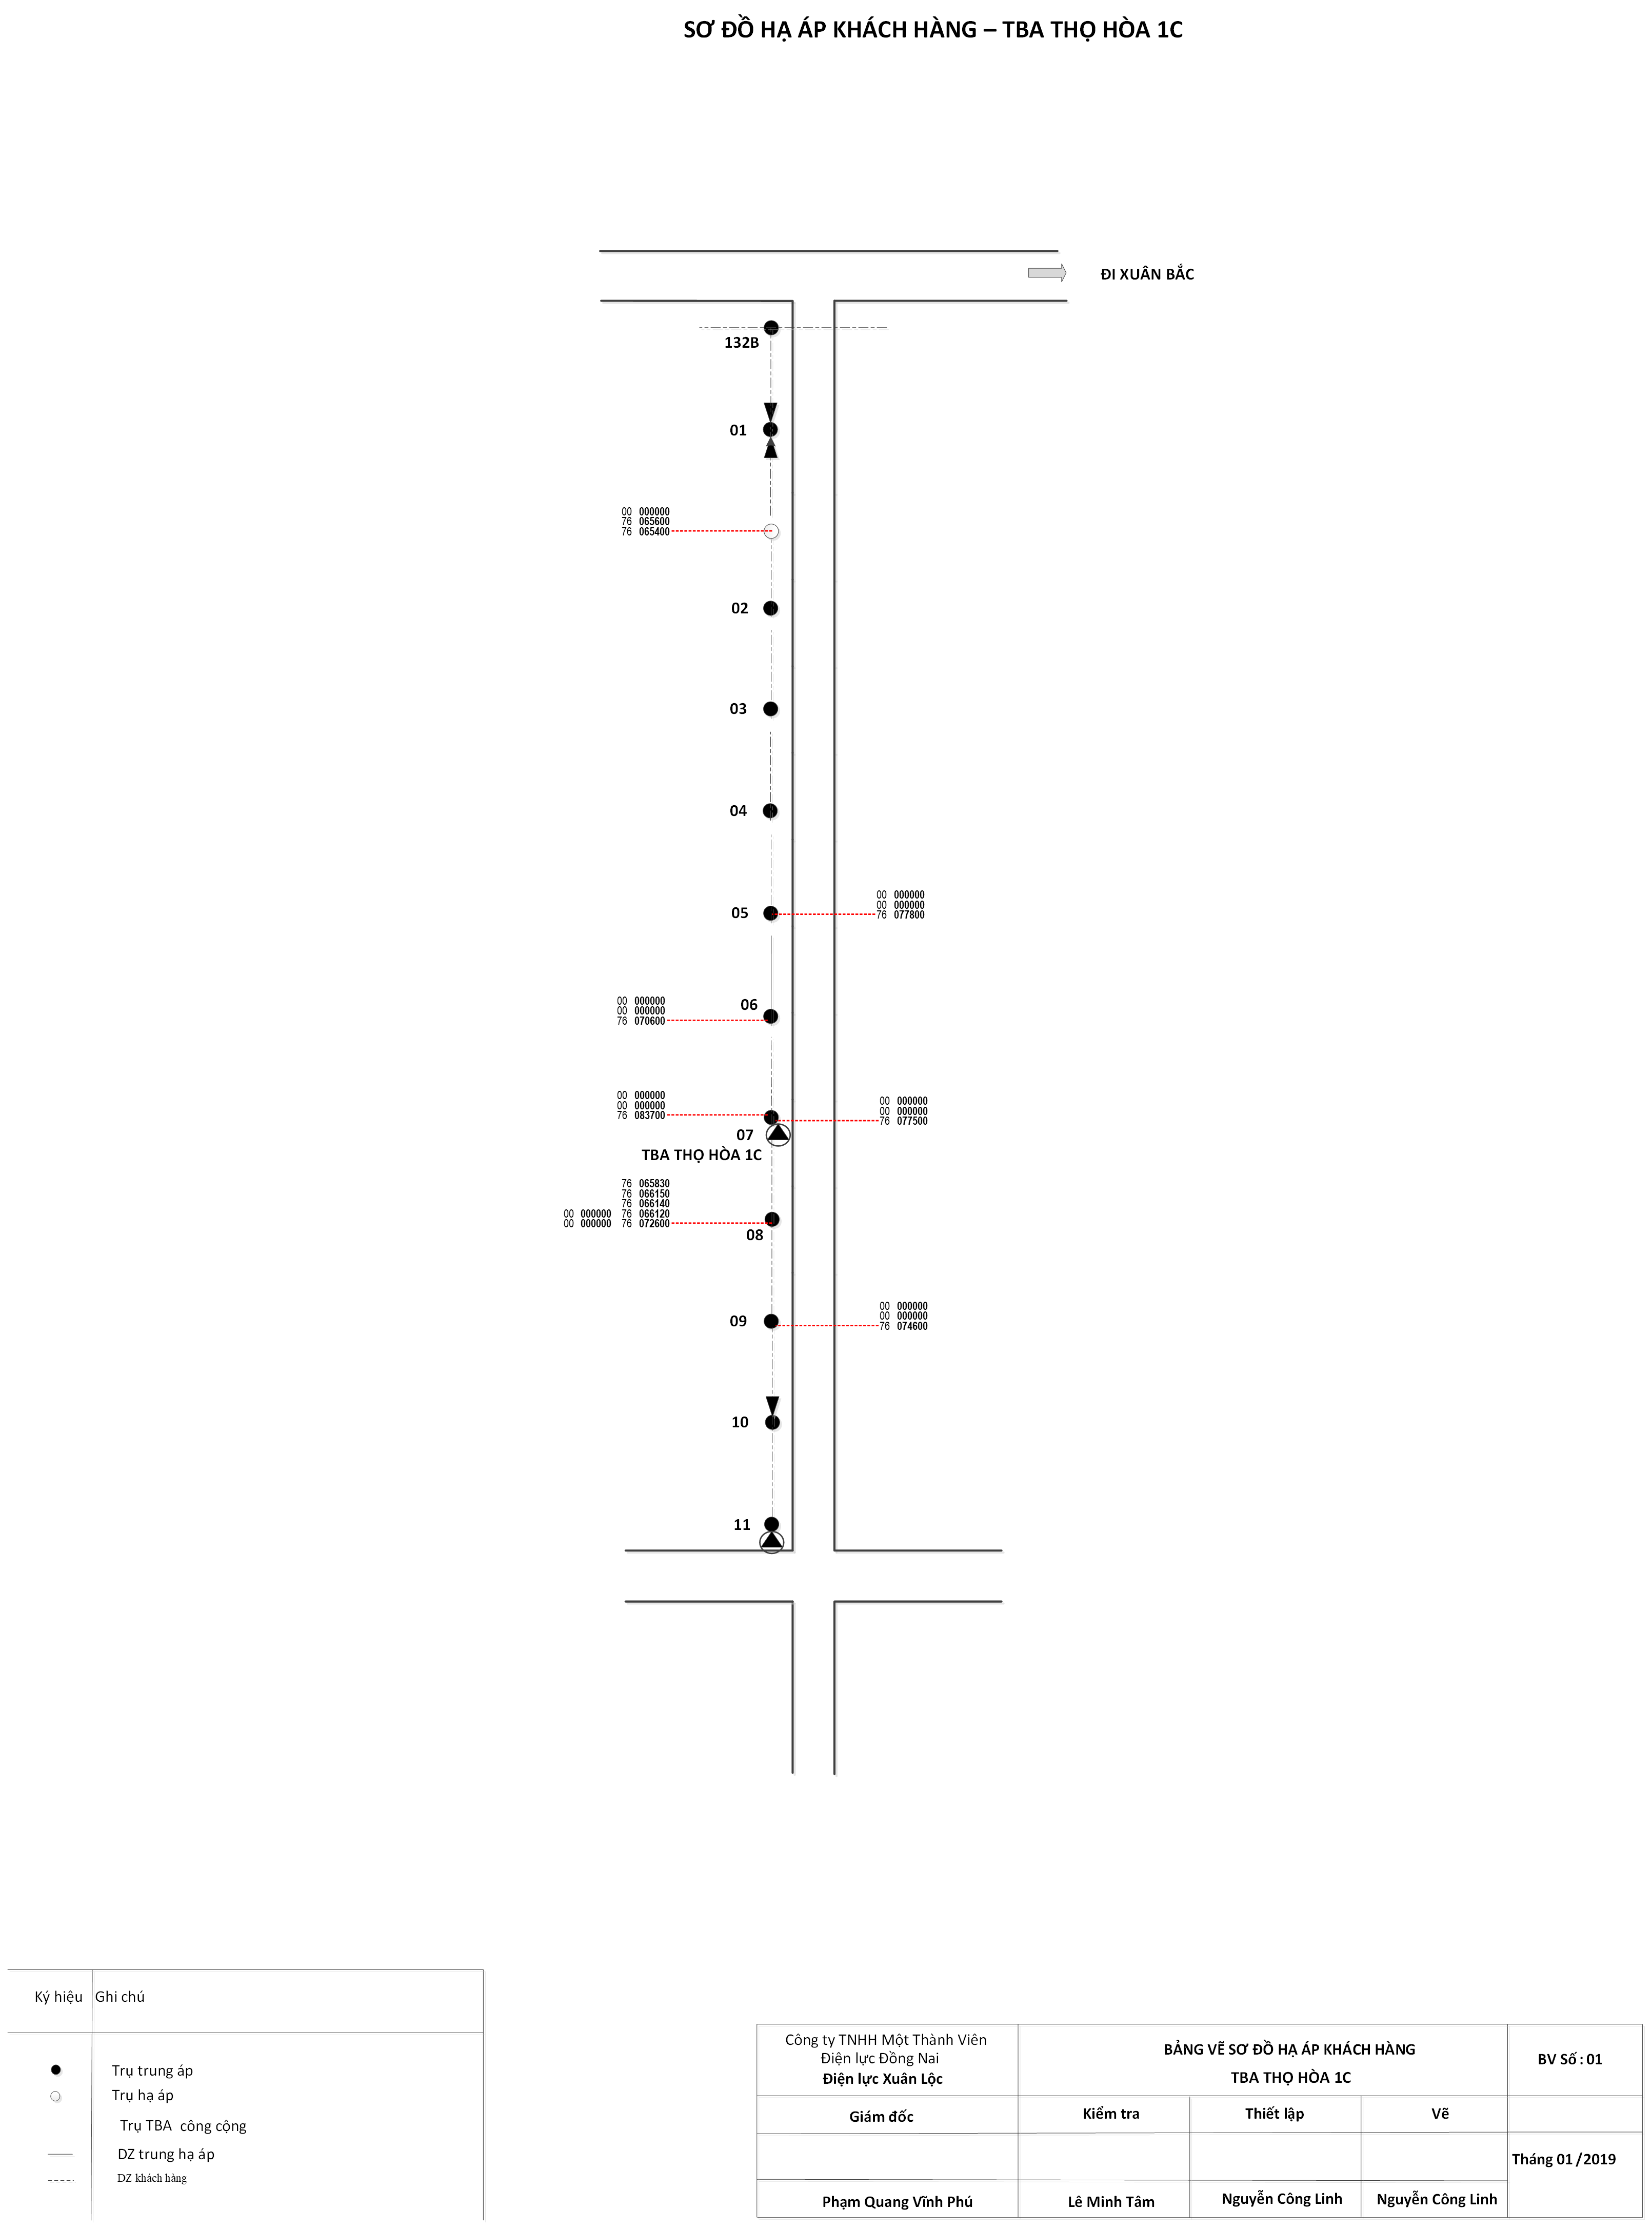 SƠ ĐỒ HẠ ÁP KHÁCH HÀNG – TBA THỌ HÒA 1C
ĐI XUÂN BẮC
132B
01
00 000000
76 065600
76 065400
02
03
04
00 000000
00 000000
76 077800
05
00 000000
00 000000
76 070600
06
00 000000
00 000000
76 083700
00 000000
00 000000
76 077500
07
TBA THỌ HÒA 1C
76 065830
76 066150
76 066140
00 000000 76 066120
00 000000 76 072600
08
00 000000
00 000000
76 074600
09
10
11
Ký hiệu Ghi chú
Trụ trung áp
Trụ hạ áp
Trụ TBA công cộng
DZ trung hạ áp
DZ khách hàng
Công ty TNHH Một Thành Viên
Điện lực Đồng Nai
Điện lực Xuân Lộc
BẢNG VẼ SƠ ĐỒ HẠ ÁP KHÁCH HÀNG
TBA THỌ HÒA 1C
BV Số : 01
Giám đốc
Kiểm tra
Thiết lập
Vẽ
Tháng 01 /2019
Phạm Quang Vĩnh Phú
Lê Minh Tâm
Nguyễn Công Linh
Nguyễn Công Linh